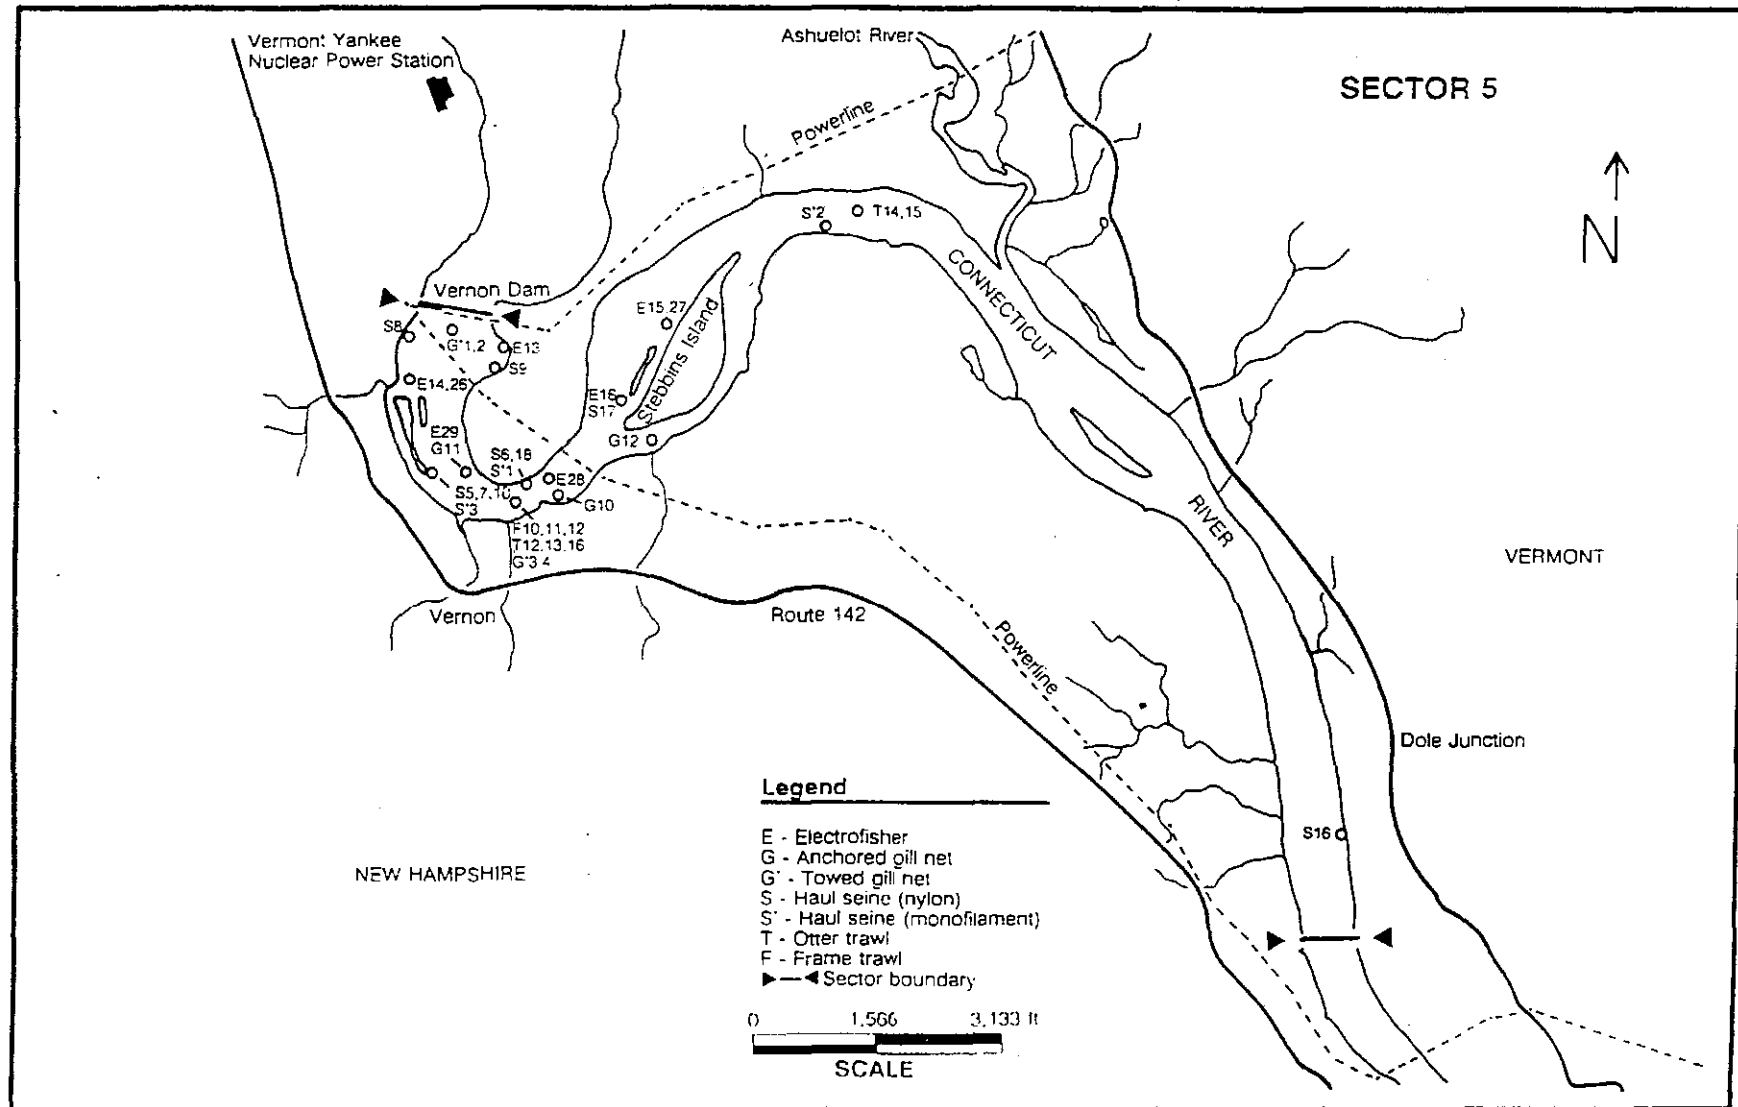 Vermont Yankee
Nuclear Power Station
Ashuelot River
SECTOR 5
Powerline
N
Vernon Dam
S8
G*1,2
E13
S9
E14,26
E15,27
Stebbins Island
E16
S17
S*2
T14,15
CONNECTICUT
RIVER
E29
G11
S6,18
S*1
E28
G12
G10
S5,7,10
S*3
F10,11,12
T12,13,16
G*3,4
Vernon
Route 142
Powerline
VERMONT
Dole Junction
S16
NEW HAMPSHIRE
Legend
E - Electrofisher
G - Anchored gill net
G* - Towed gill net
S - Haul seine (nylon)
S* - Haul seine (monofilament)
T - Otter trawl
F - Frame trawl
Sector boundary
0 1,566 3,133 ft
SCALE